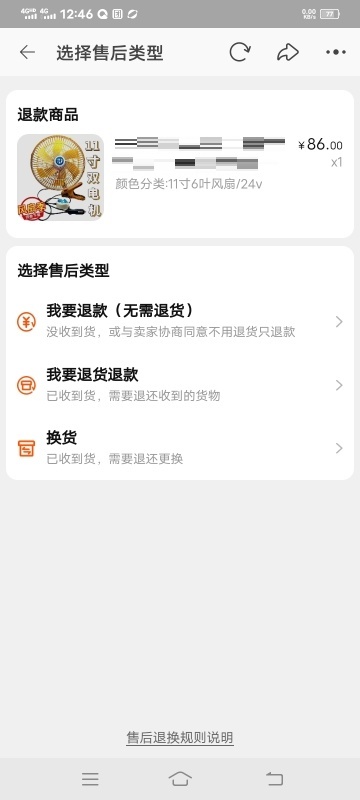 12:46
0.00
KB/s
77
选择售后类型
退款商品
11寸双电机
¥86.00
x1
颜色分类:11寸6叶风扇/24v
选择售后类型
我要退款（无需退货）
没收到货，或与卖家协商同意不用退货只退款
我要退货退款
已收到货，需要退还收到的货物
换货
已收到货，需要退还更换
售后退换规则说明